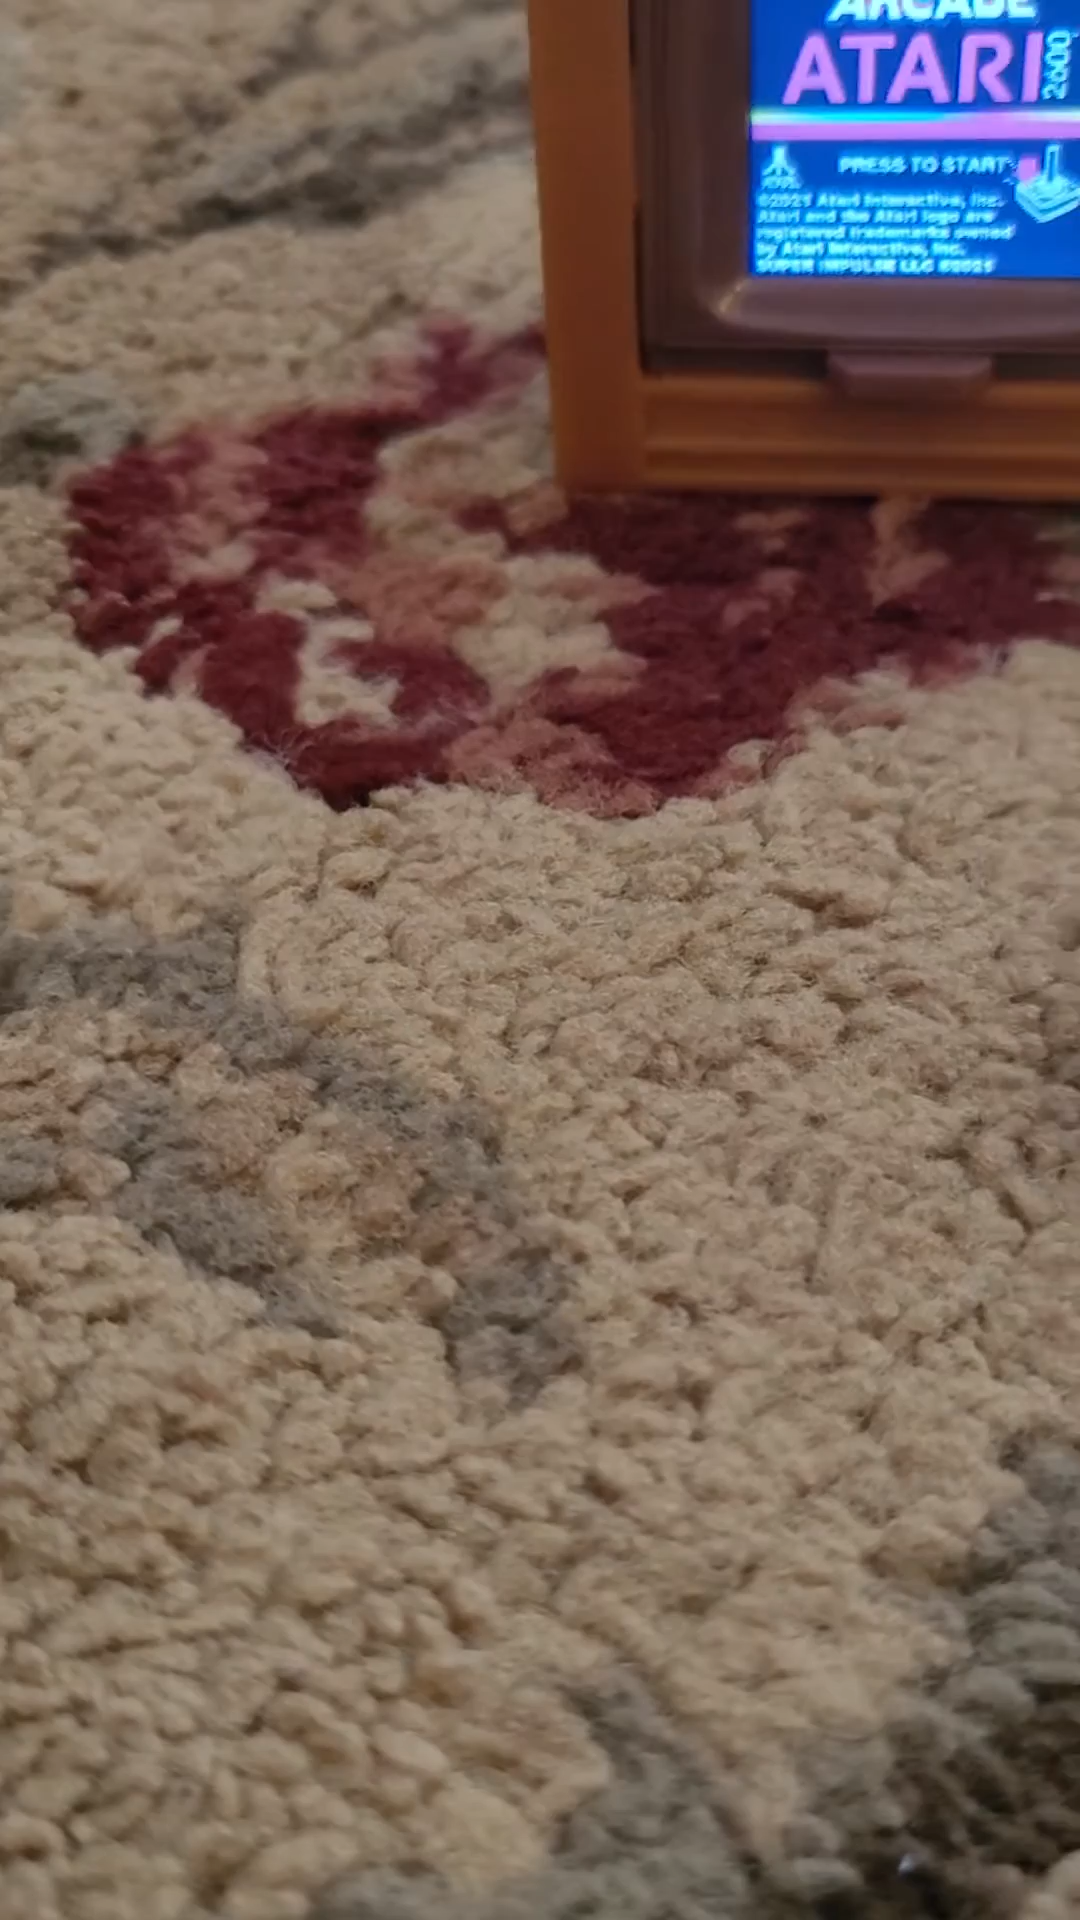 ARCADE
ATARI 2600
PRESS TO START
ATARI
©2021 Atari Interactive, Inc.
Atari and the Atari logo are
registered trademarks owned
by Atari Interactive, Inc.
SUPER IMPULSE LLC ©2021